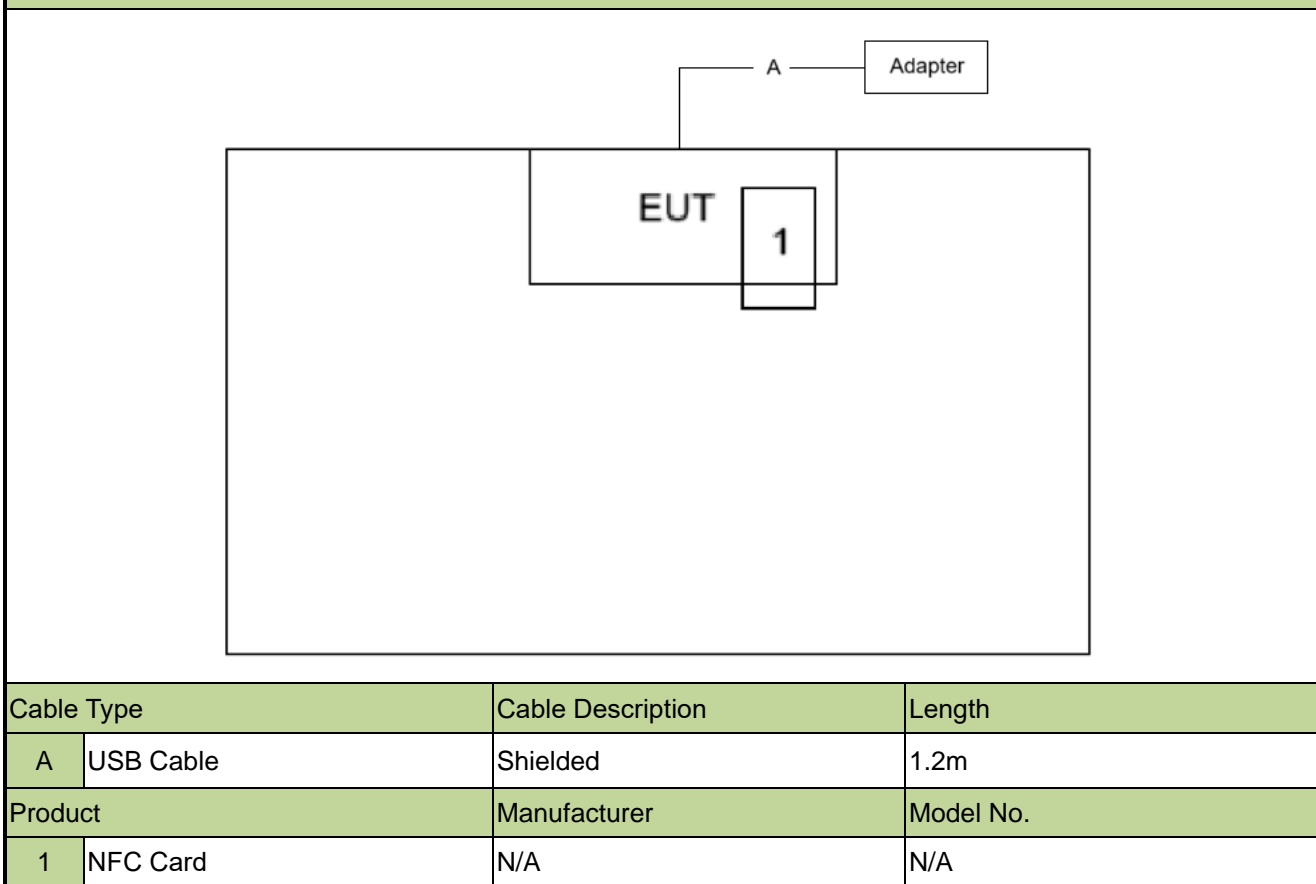 A
Adapter
EUT
1
Cable Type Cable Description Length
A USB Cable Shielded 1.2m
Product Manufacturer Model No.
1 NFC Card N/A N/A